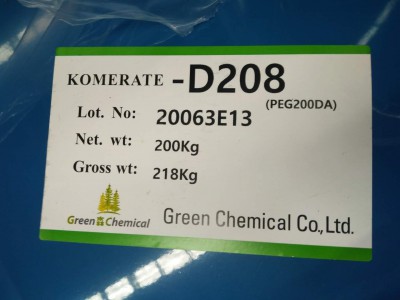 KOMERATE -D208
(PEG200DA)
Lot. No: 20063E13
Net. wt: 200Kg
Gross wt: 218Kg
Green Chemical Green Chemical Co.,Ltd.